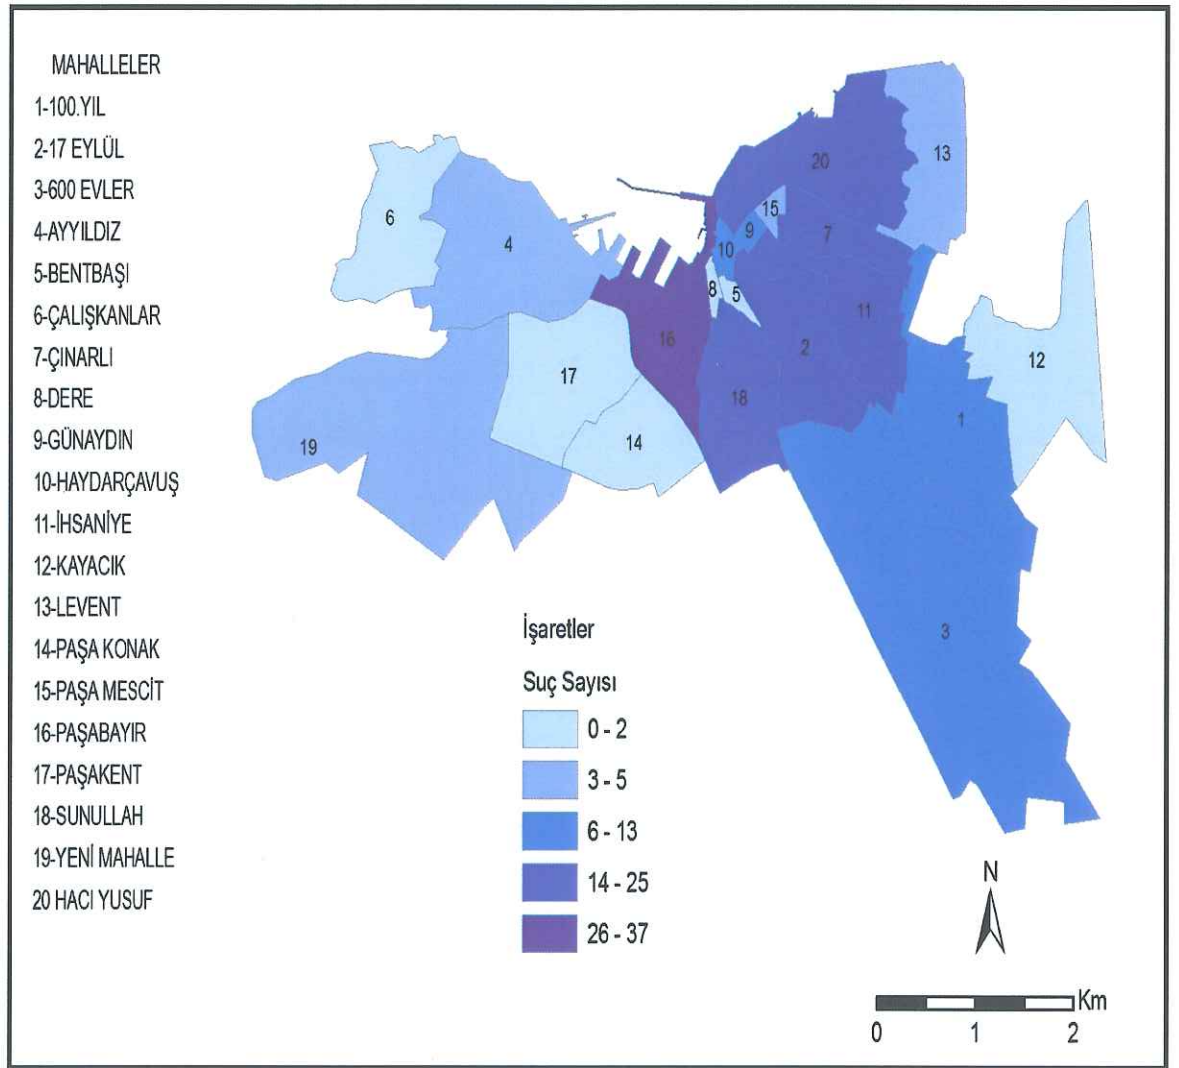 MAHALLELER
1-100.YIL
2-17 EYLÜL
3-600 EVLER
4-AYYILDIZ
5-BENTBAŞI
6-ÇALIŞKANLAR
7-ÇINARLI
8-DERE
9-GÜNAYDIN
10-HAYDARÇAVUŞ
11-İHSANİYE
12-KAYACIK
13-LEVENT
14-PAŞA KONAK
15-PAŞA MESCİT
16-PAŞABAYIR
17-PAŞAKENT
18-SUNULLAH
19-YENİ MAHALLE
20 HACI YUSUF
13
20
15
6
9
7
4
10
8
5
11
16
2
12
17
18
1
14
19
3
İşaretler
Suç Sayısı
0 - 2
3 - 5
6 - 13
14 - 25
26 - 37
N
Km
0 1 2